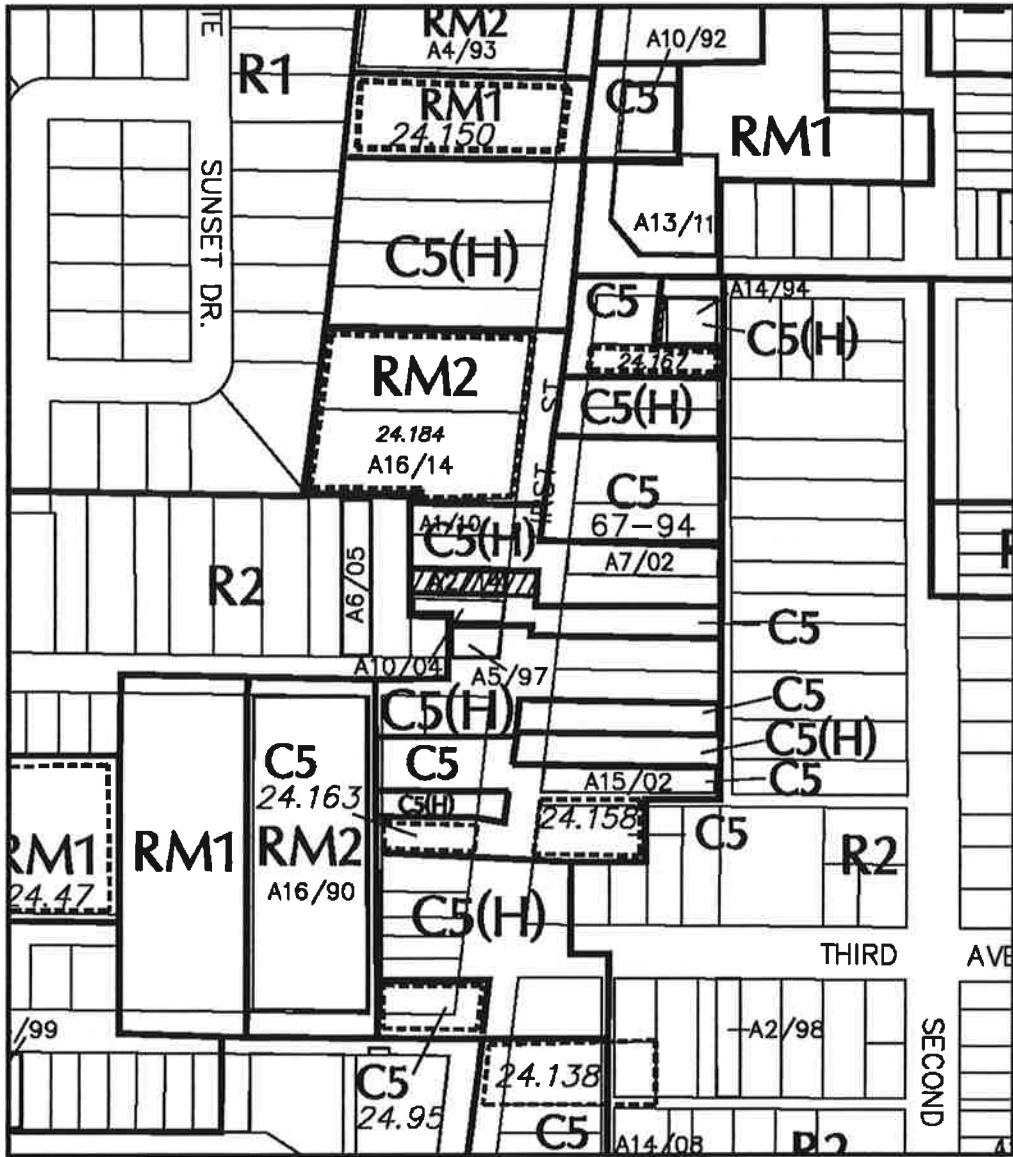 RM2
A4/93
A10/92
R1
RM1
24.150
C5
RM1
SUNSET DR.
A13/11
C5(H)
C5
A14/94
C5(H)
24.167
RM2
C5(H)
ST
24.184
A16/14
C5
67-94
A1/10
C5(H)
A7/02
R2
A6/05
C5
A10/04
A5/97
C5(H)
C5
C5(H)
C5
C5
A15/02
C5
24.163
C5(H)
24.158
C5
RM1
RM1
RM2
R2
24.47
A16/90
C5(H)
THIRD AVE
/99
A2/98
SECOND
C5
24.138
24.95
C5
A14/08
R2